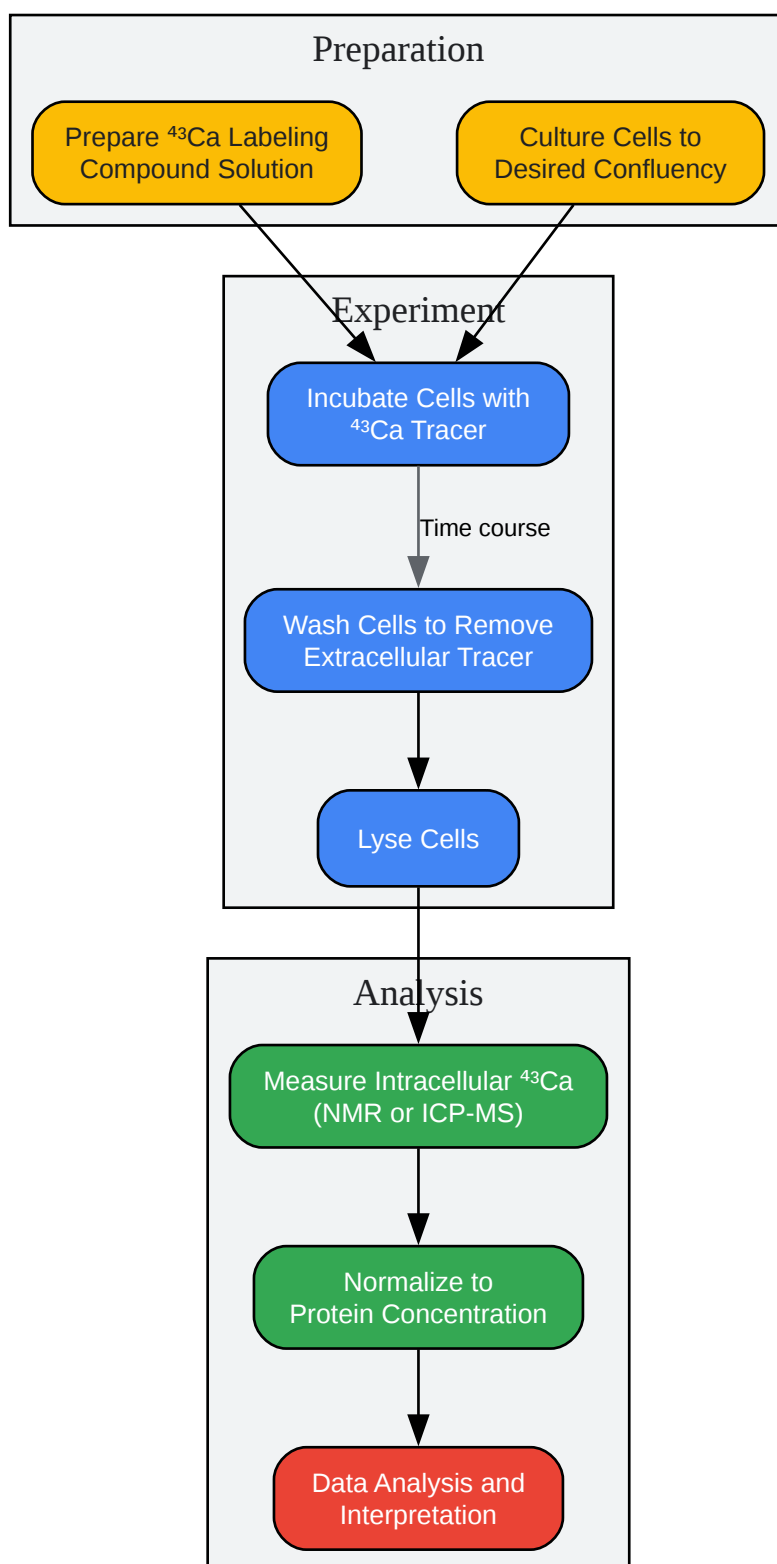 Preparation
Prepare ⁴³Ca Labeling
Compound Solution
Culture Cells to
Desired Confluency
Experiment
Incubate Cells with
⁴³Ca Tracer
Time course
Wash Cells to Remove
Extracellular Tracer
Lyse Cells
Analysis
Measure Intracellular ⁴³Ca
(NMR or ICP-MS)
Normalize to
Protein Concentration
Data Analysis and
Interpretation